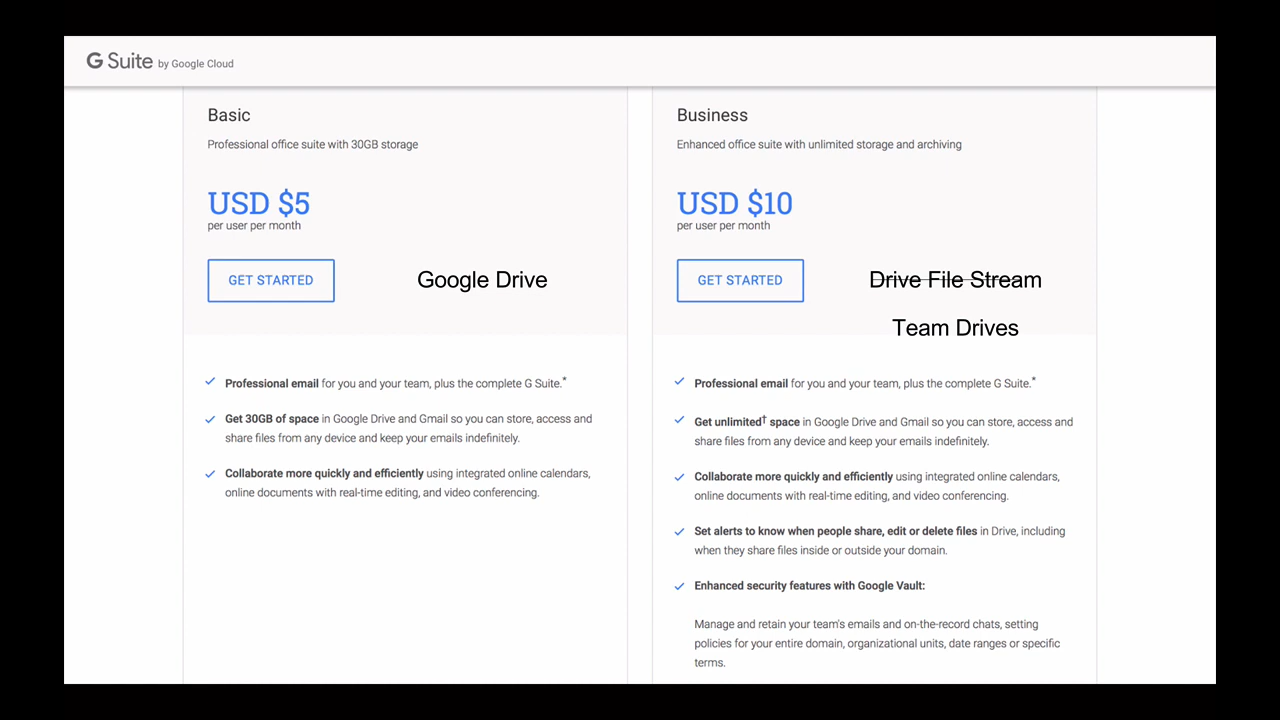 G Suite by Google Cloud
Basic
Professional office suite with 30GB storage
USD $5
per user per month
GET STARTED
Google Drive
Professional email for you and your team, plus the complete G Suite.*
Get 30GB of space in Google Drive and Gmail so you can store, access and
share files from any device and keep your emails indefinitely.
Collaborate more quickly and efficiently using integrated online calendars,
online documents with real-time editing, and video conferencing.
Business
Enhanced office suite with unlimited storage and archiving
USD $10
per user per month
GET STARTED
Drive File Stream
Team Drives
Professional email for you and your team, plus the complete G Suite.*
Get unlimited† space in Google Drive and Gmail so you can store, access and
share files from any device and keep your emails indefinitely.
Collaborate more quickly and efficiently using integrated online calendars,
online documents with real-time editing, and video conferencing.
Set alerts to know when people share, edit or delete files in Drive, including
when they share files inside or outside your domain.
Enhanced security features with Google Vault:
Manage and retain your team's emails and on-the-record chats, setting
policies for your entire domain, organizational units, date ranges or specific
terms.